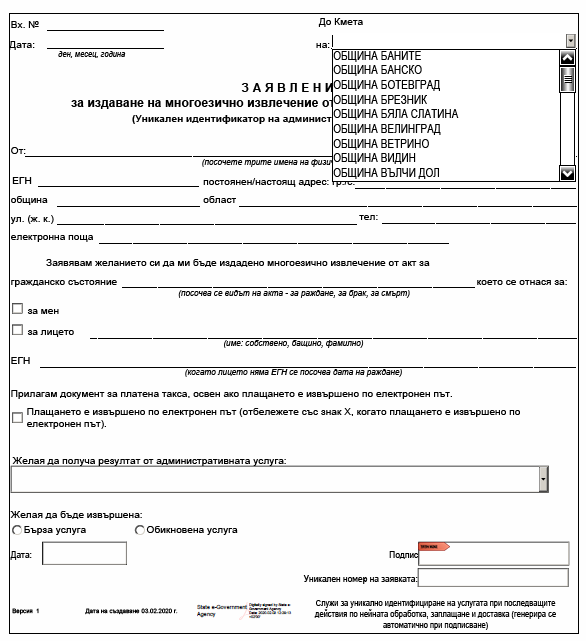 Вх. №
До Кмета
Дата:
на:
ден, месец, година
ОБЩИНА БАНИТЕ
ОБЩИНА БАНСКО
ОБЩИНА БОТЕВГРАД
ОБЩИНА БРЕЗНИК
ОБЩИНА БЯЛА СЛАТИНА
ОБЩИНА ВЕЛИНГРАД
ОБЩИНА ВЕТРИНО
ОБЩИНА ВИДИН
ОБЩИНА ВЪЛЧИ ДОЛ
З А Я В Л Е Н И
за издаване на многоезично извлечение от
(Уникален идентификатор на админист
От:
(посочете трите имена на физи
ЕГН постоянен/настоящ адрес: гр./с.
община област
ул. (ж. к.) тел:
електронна поща
Заявявам желанието си да ми бъде издадено многоезично извлечение от акт за
гражданско състояние което се отнася за:
(посочва се видът на акта - за раждане, за брак, за смърт)
за мен
за лицето
(име: собствено, бащино, фамилно)
ЕГН
(когато лицето няма ЕГН се посочва дата на раждане)
Прилагам документ за платена такса, освен ако плащането е извършено по електронен път.
Плащането е извършено по електронен път (отбележете със знак X, когато плащането е извършено по
електронен път).
Желая да получа резултат от административната услуга:
Желая да бъде извършена:
Бърза услуга Обикновена услуга
Дата: Подпис
Уникален номер на заявката:
Версия 1 Дата на създаване 03.02.2020 г.
State e-Government
Agency
Digitally signed by State e-
Government Agency
Служи за уникално идентифициране на услугата при последващите
действия по нейната обработка, заплащане и доставка (генерира се
автоматично при подписване)